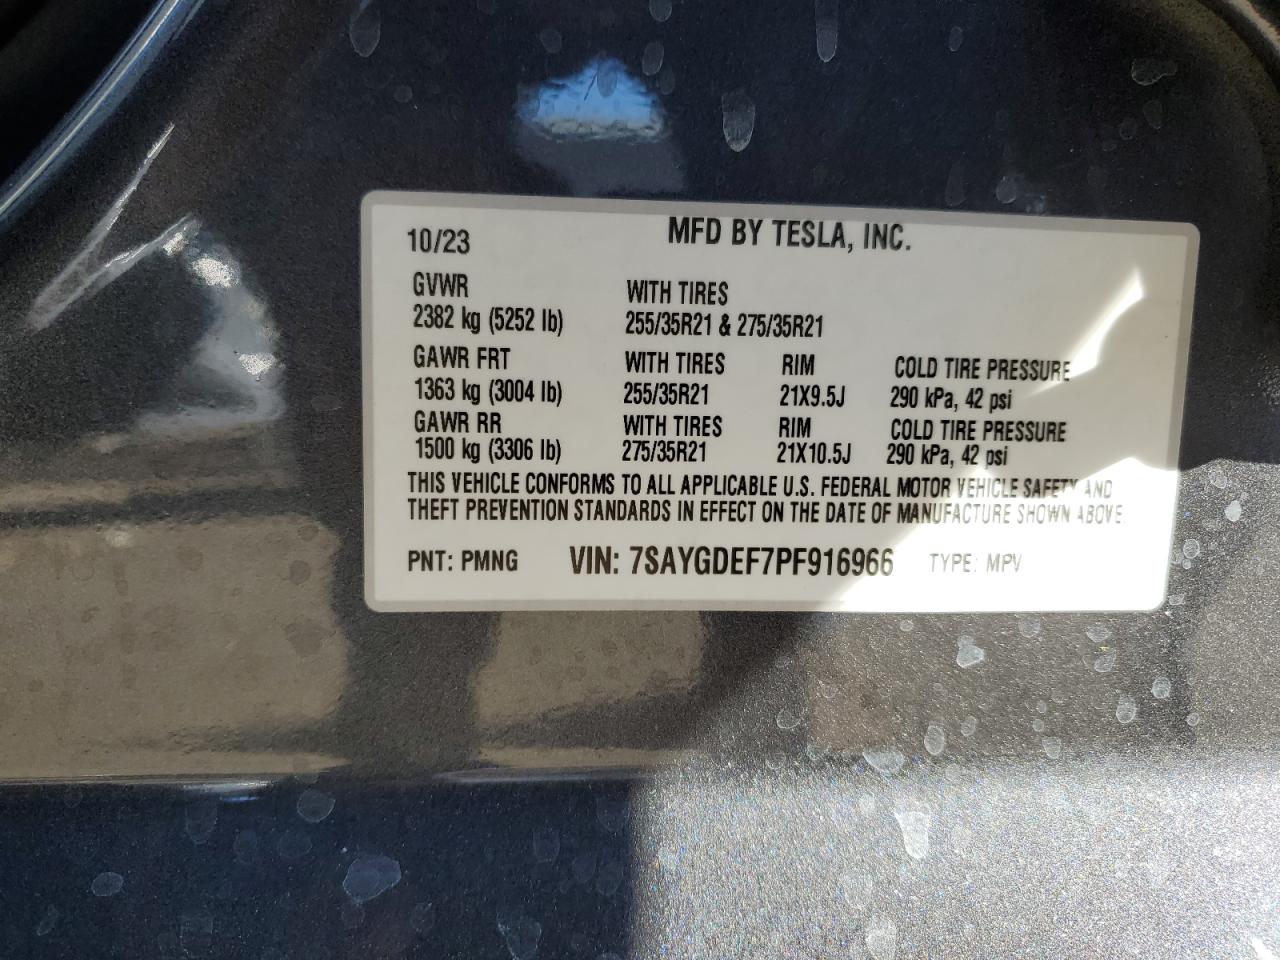 10/23 MFD BY TESLA, INC.
GVWR WITH TIRES
2382 kg (5252 lb) 255/35R21 & 275/35R21
GAWR FRT WITH TIRES RIM COLD TIRE PRESSURE
1363 kg (3004 lb) 255/35R21 21X9.5J 290 kPa, 42 psi
GAWR RR WITH TIRES RIM COLD TIRE PRESSURE
1500 kg (3306 lb) 275/35R21 21X10.5J 290 kPa, 42 psi
THIS VEHICLE CONFORMS TO ALL APPLICABLE U.S. FEDERAL MOTOR VEHICLE SAFETY AND
THEFT PREVENTION STANDARDS IN EFFECT ON THE DATE OF MANUFACTURE SHOWN ABOVE.
PNT: PMNG VIN: 7SAYGDEF7PF916966 TYPE: MPV